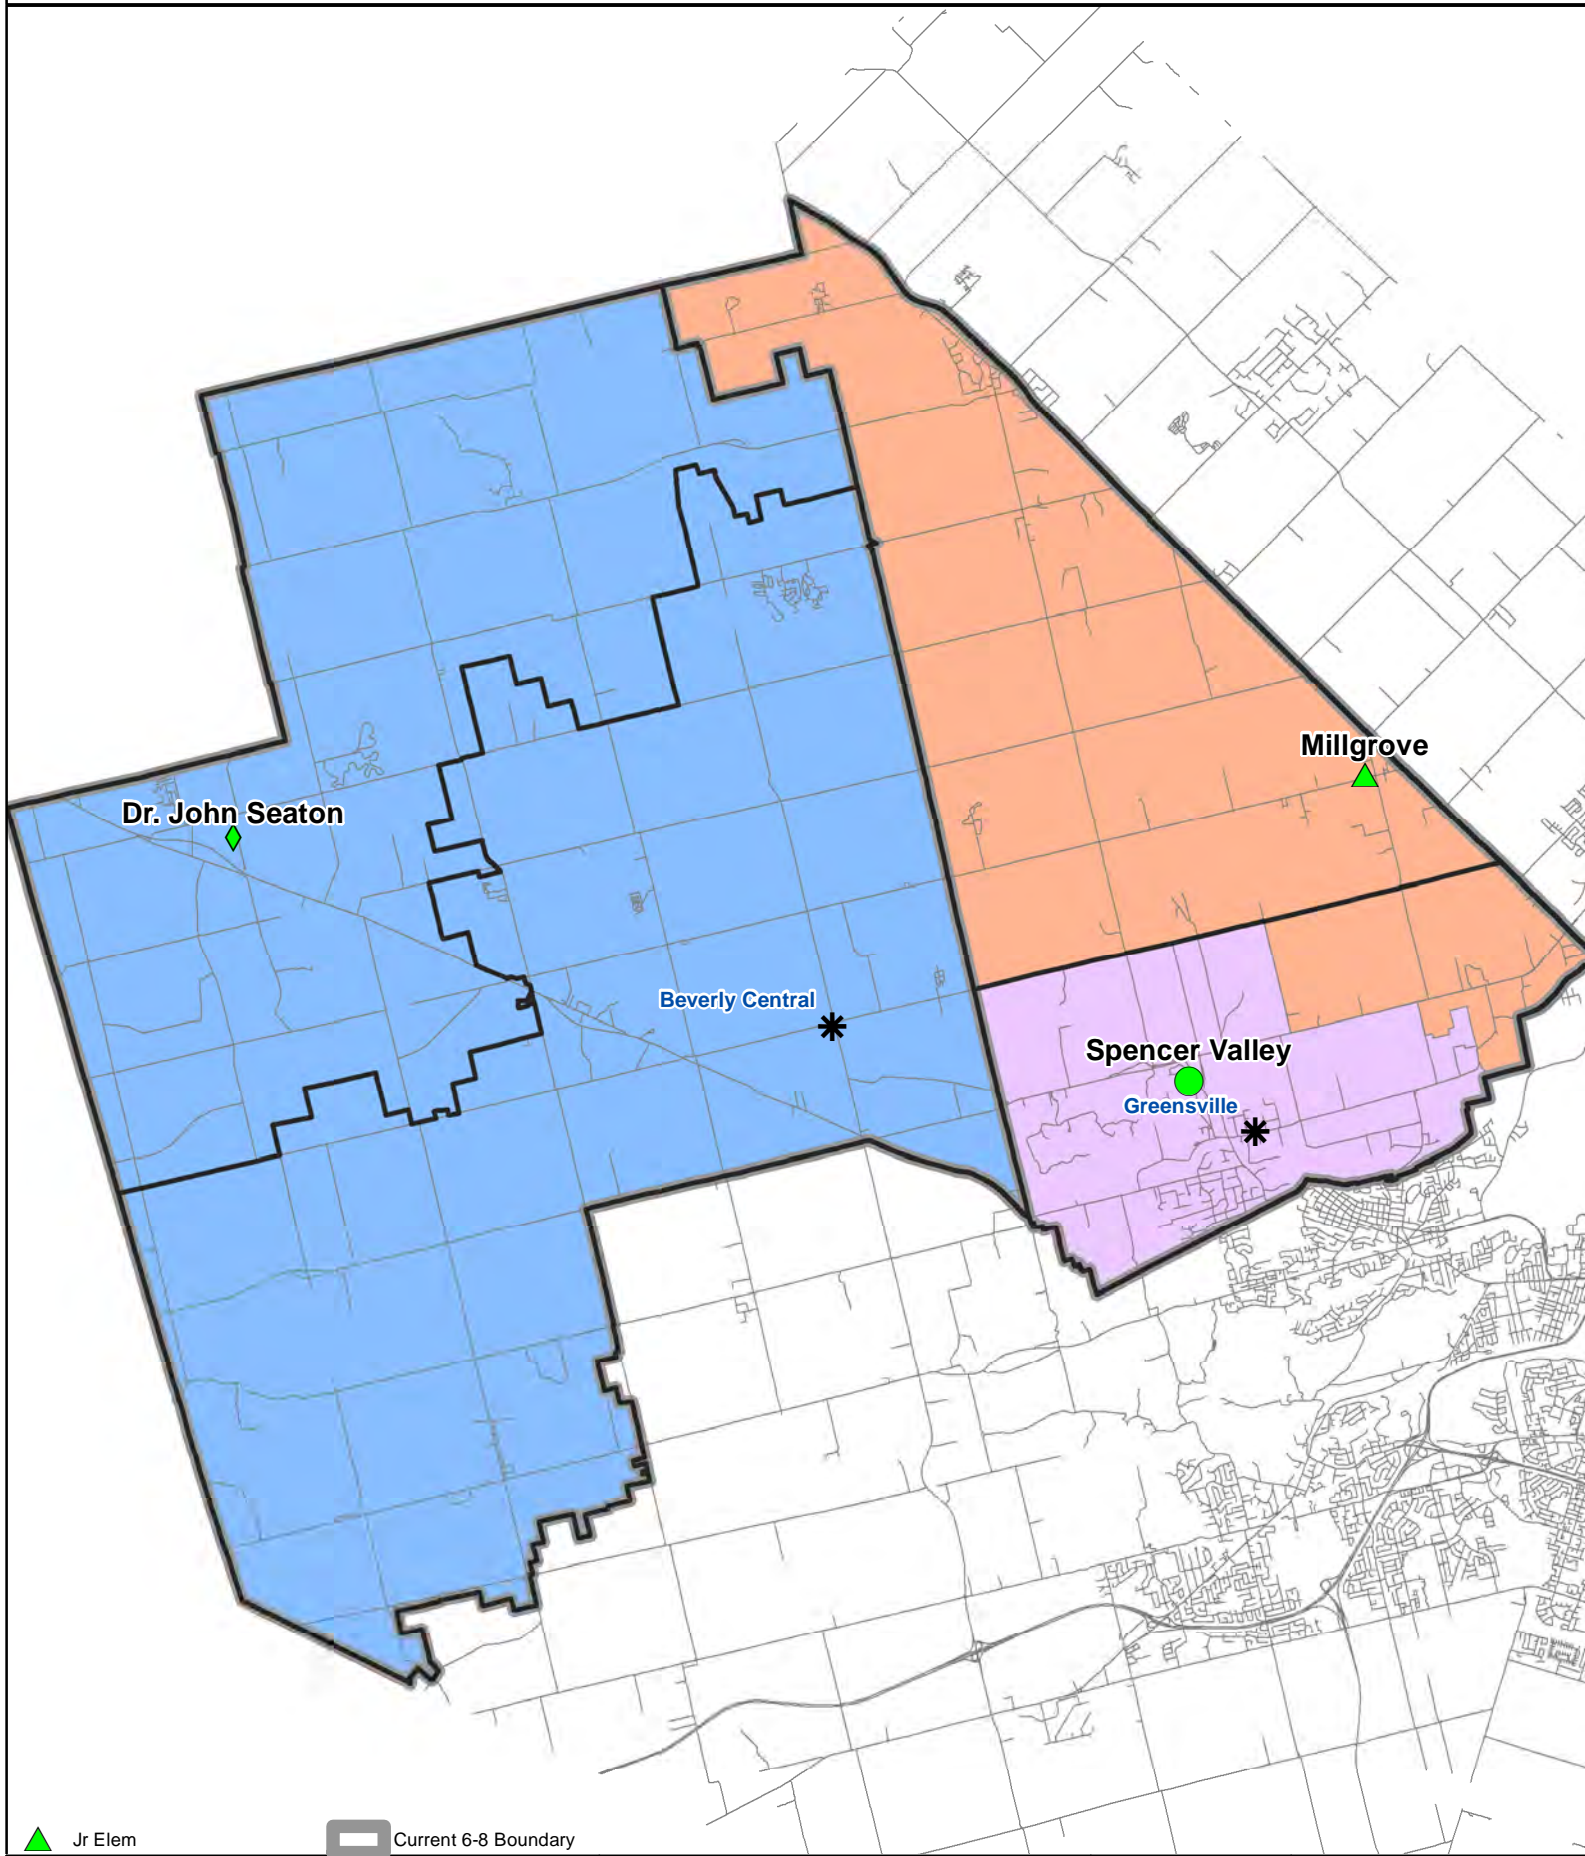 Millgrove
Dr. John Seaton
Beverly Central
Spencer Valley
Greensville
Jr Elem
Current 6-8 Boundary